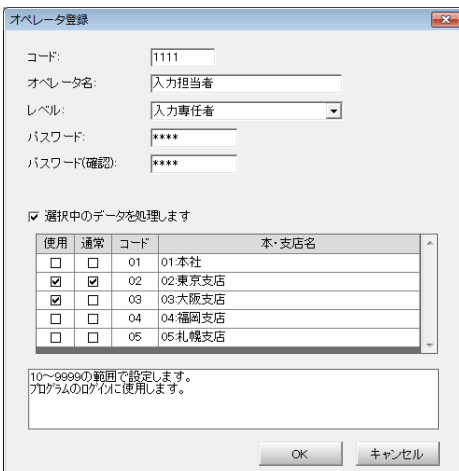 オペレータ登録
コード: 1111
オペレータ名: 入力担当者
レベル: 入力専任者
パスワード: ****
パスワード(確認): ****
選択中のデータを処理します
使用 通常 コード 本・支店名
01 01:本社
02 02:東京支店
03 03:大阪支店
04 04:福岡支店
05 05:札幌支店
10～9999の範囲で設定します。
プログラムのログインに使用します。
OK キャンセル